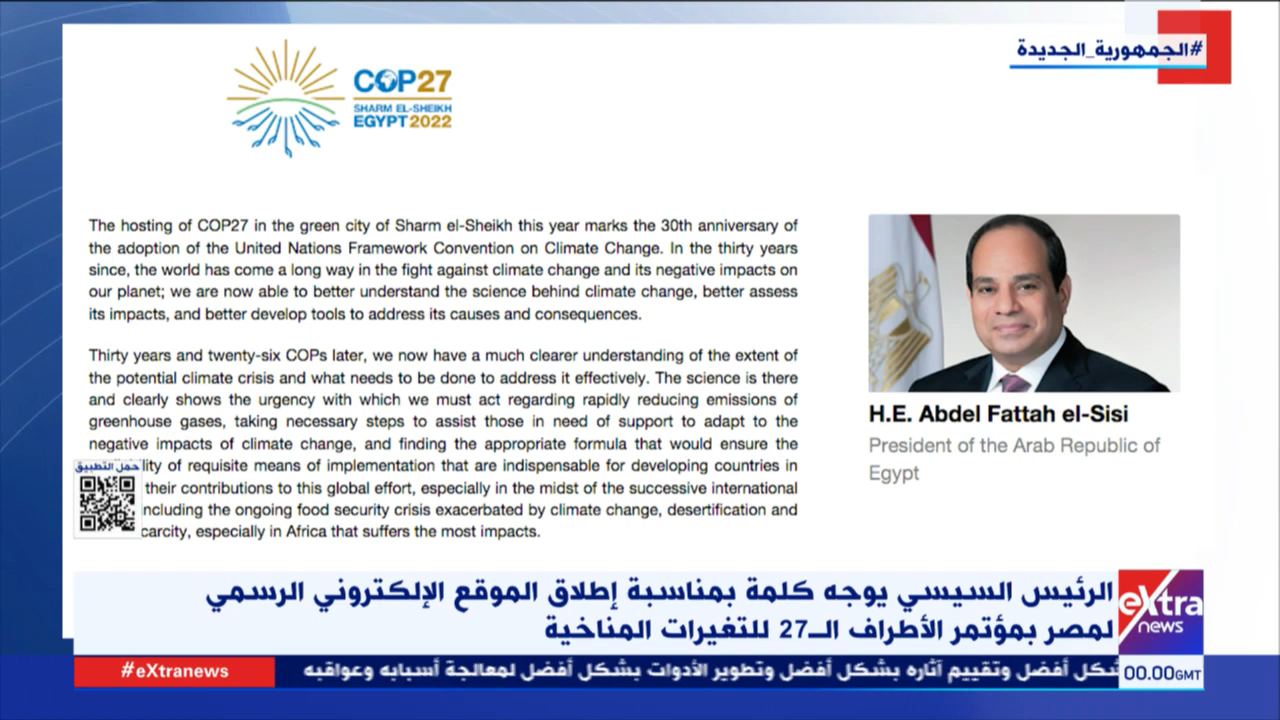 #الجمهورية_الجديدة
COP27
SHARM EL-SHEIKH
EGYPT 2022
The hosting of COP27 in the green city of Sharm el-Sheikh this year marks the 30th anniversary of
the adoption of the United Nations Framework Convention on Climate Change. In the thirty years
since, the world has come a long way in the fight against climate change and its negative impacts on
our planet; we are now able to better understand the science behind climate change, better assess
its impacts, and better develop tools to address its causes and consequences.
Thirty years and twenty-six COPs later, we now have a much clearer understanding of the extent of
the potential climate crisis and what needs to be done to address it effectively. The science is there
and clearly shows the urgency with which we must act regarding rapidly reducing emissions of
greenhouse gases, taking necessary steps to assist those in need of support to adapt to the
negative impacts of climate change, and finding the appropriate formula that would ensure the
of requisite means of implementation that are indispensable for developing countries in
their contributions to this global effort, especially in the midst of the successive international
ncluding the ongoing food security crisis exacerbated by climate change, desertification and
carcity, especially in Africa that suffers the most impacts.
H.E. Abdel Fattah el-Sisi
President of the Arab Republic of
Egypt
حمل التطبيق
الرئيس السيسي يوجه كلمة بمناسبة إطلاق الموقع الإلكتروني الرسمي
لمصر بمؤتمر الأطراف الـ27 للتغيرات المناخية
eXtra
news
#eXtranews
شكل أفضل وتقييم آثاره بشكل أفضل وتطوير الأدوات بشكل أفضل لمعالجة أسبابه وعواقبه
00.00GMT